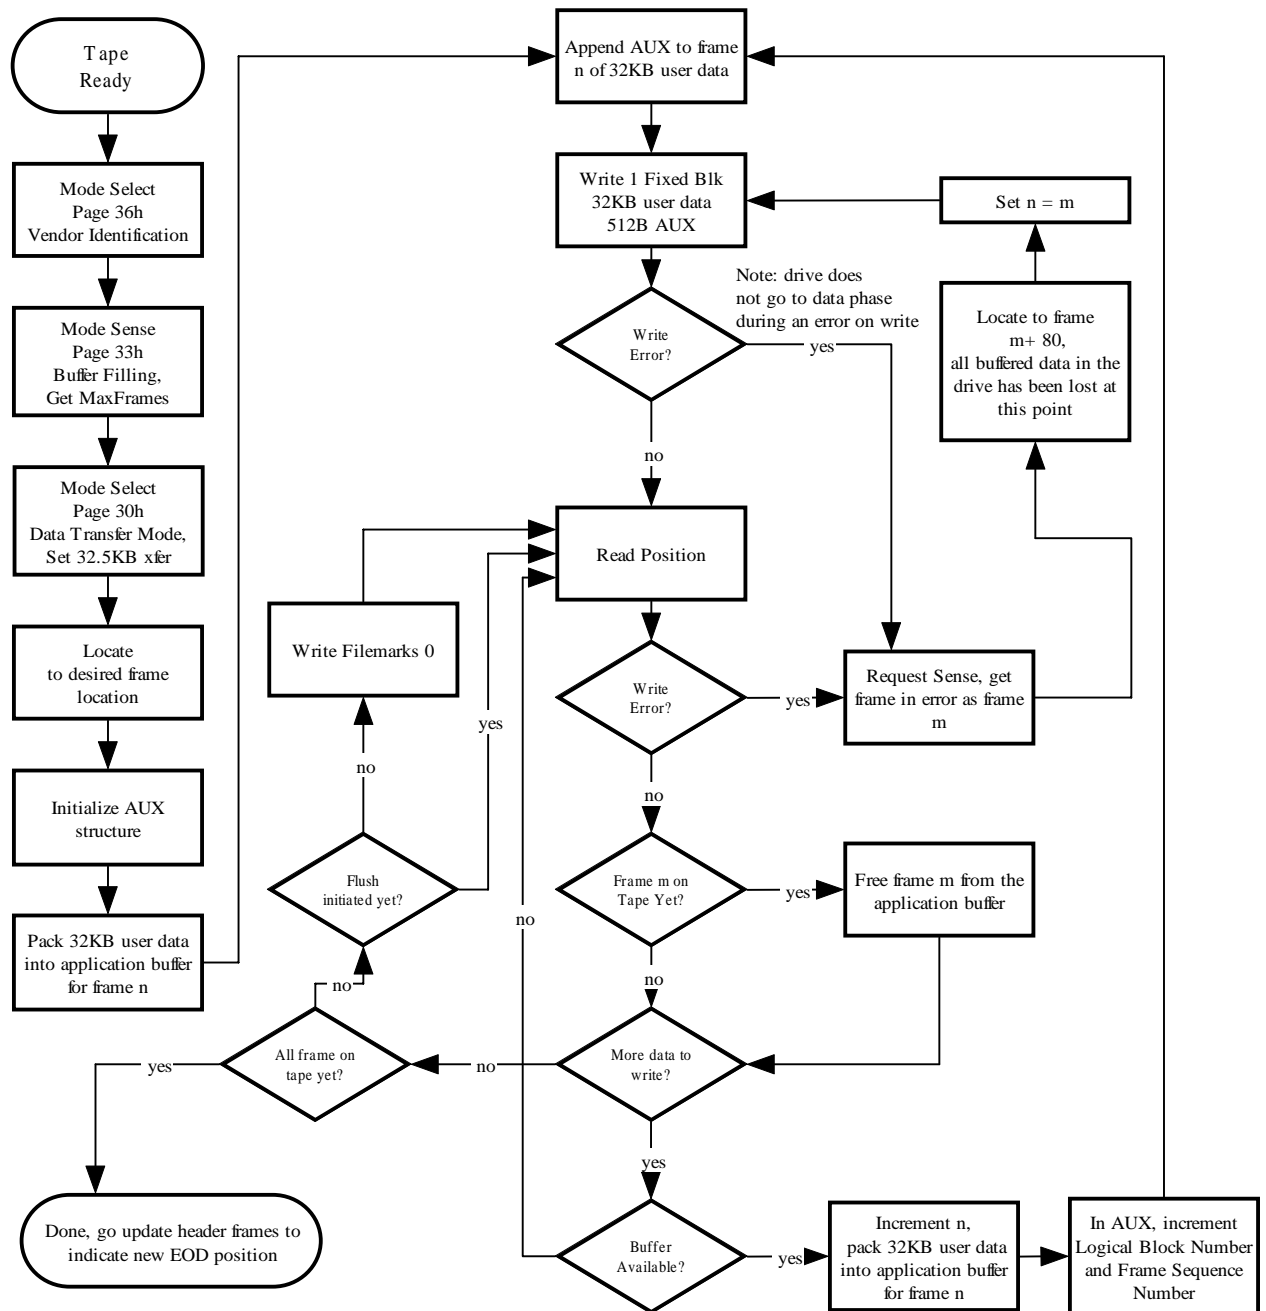 Tape
Ready
Mode Select
Page 36h
Vendor Identification
Mode Sense
Page 33h
Buffer Filling,
Get MaxFrames
Mode Select
Page 30h
Data Transfer Mode,
Set 32.5KB xfer
Locate
to desired frame
location
Initialize AUX
structure
Pack 32KB user data
into application buffer
for frame n
Append AUX to frame
n of 32KB user data
Write 1 Fixed Blk
32KB user data
512B AUX
Write
Error?
Note: drive does
not go to data phase
during an error on write
yes
no
Set n = m
Locate to frame
m+ 80,
all buffered data in the
drive has been lost at
this point
Read Position
Write
Error?
yes
no
Request Sense, get
frame in error as frame
m
Write Filemarks 0
no
yes
Flush
initiated yet?
Frame m on
Tape Yet?
yes
no
Free frame m from the
application buffer
no
More data to
write?
no
yes
All frame on
tape yet?
no
yes
Done, go update header frames to
indicate new EOD position
Buffer
Available?
yes
Increment n,
pack 32KB user data
into application buffer
for frame n
In AUX, increment
Logical Block Number
and Frame Sequence
Number